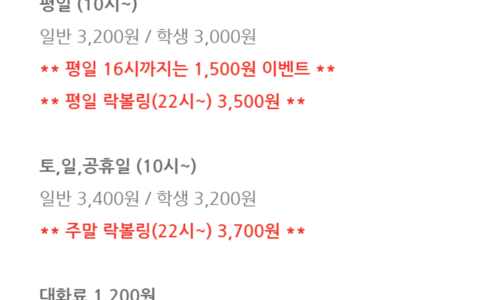 평일 (10시~)
일반 3,200원 / 학생 3,000원
** 평일 16시까지는 1,500원 이벤트 **
** 평일 락볼링(22시~) 3,500원 **
토,일,공휴일 (10시~)
일반 3,400원 / 학생 3,200원
** 주말 락볼링(22시~) 3,700원 **
대화료 1,200원